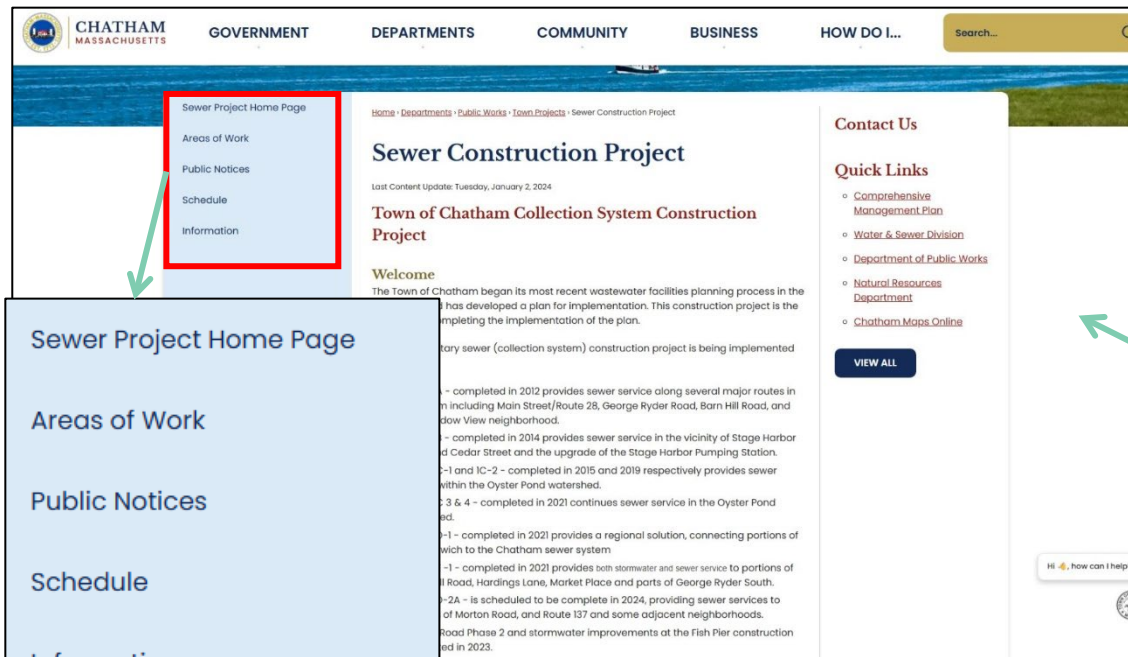 CHATHAM
MASSACHUSETTS
GOVERNMENT
DEPARTMENTS
COMMUNITY
BUSINESS
HOW DO I...
Search...
Sewer Project Home Page
Areas of Work
Public Notices
Schedule
Information
Home › Departments › Public Works › Town Projects › Sewer Construction Project
Sewer Construction Project
Last Content Update: Tuesday, January 2, 2024
Town of Chatham Collection System Construction
Project
Welcome
The Town of Chatham began its most recent wastewater facilities planning process in the
has developed a plan for implementation. This construction project is the
the implementation of the plan.
sewer (collection system) construction project is being implemented
- completed in 2012 provides sewer service along several major routes in
including Main Street/Route 28, George Ryder Road, Barn Hill Road, and
View neighborhood.
- completed in 2014 provides sewer service in the vicinity of Stage Harbor
Cedar Street and the upgrade of the Stage Harbor Pumping Station.
-1 and 1C-2 - completed in 2015 and 2019 respectively provides sewer
within the Oyster Pond watershed.
3 & 4 - completed in 2021 continues sewer service in the Oyster Pond
-1 - completed in 2021 provides a regional solution, connecting portions of
to the Chatham sewer system
-1 - completed in 2021 provides both stormwater and sewer service to portions of
Road, Hardings Lane, Market Place and parts of George Ryder South.
-2A - is scheduled to be complete in 2024, providing sewer services to
of Morton Road, and Route 137 and some adjacent neighborhoods.
Road Phase 2 and stormwater improvements at the Fish Pier construction
in 2023.
Contact Us
Quick Links
Comprehensive
Management Plan
Water & Sewer Division
Department of Public Works
Natural Resources
Department
Chatham Maps Online
VIEW ALL
Hi 👋, how can I help
Sewer Project Home Page
Areas of Work
Public Notices
Schedule